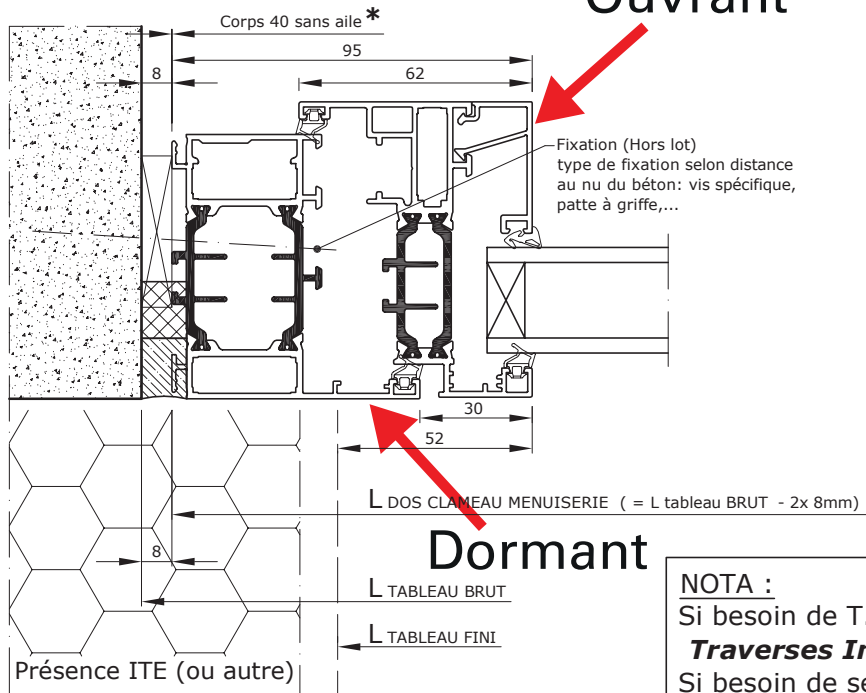 Ouvrant
Corps 40 sans aile *
95
8
62
Fixation (Hors lot)
type de fixation selon distance
au nu du béton: vis spécifique,
patte à griffe,...
30
52
L DOS CLAMEAU MENUISERIE ( = L tableau BRUT - 2x 8mm)
8
Dormant
L TABLEAU BRUT
L TABLEAU FINI
Présence ITE (ou autre)
NOTA :
Si besoin de T.
Traverses In
Si besoin de se